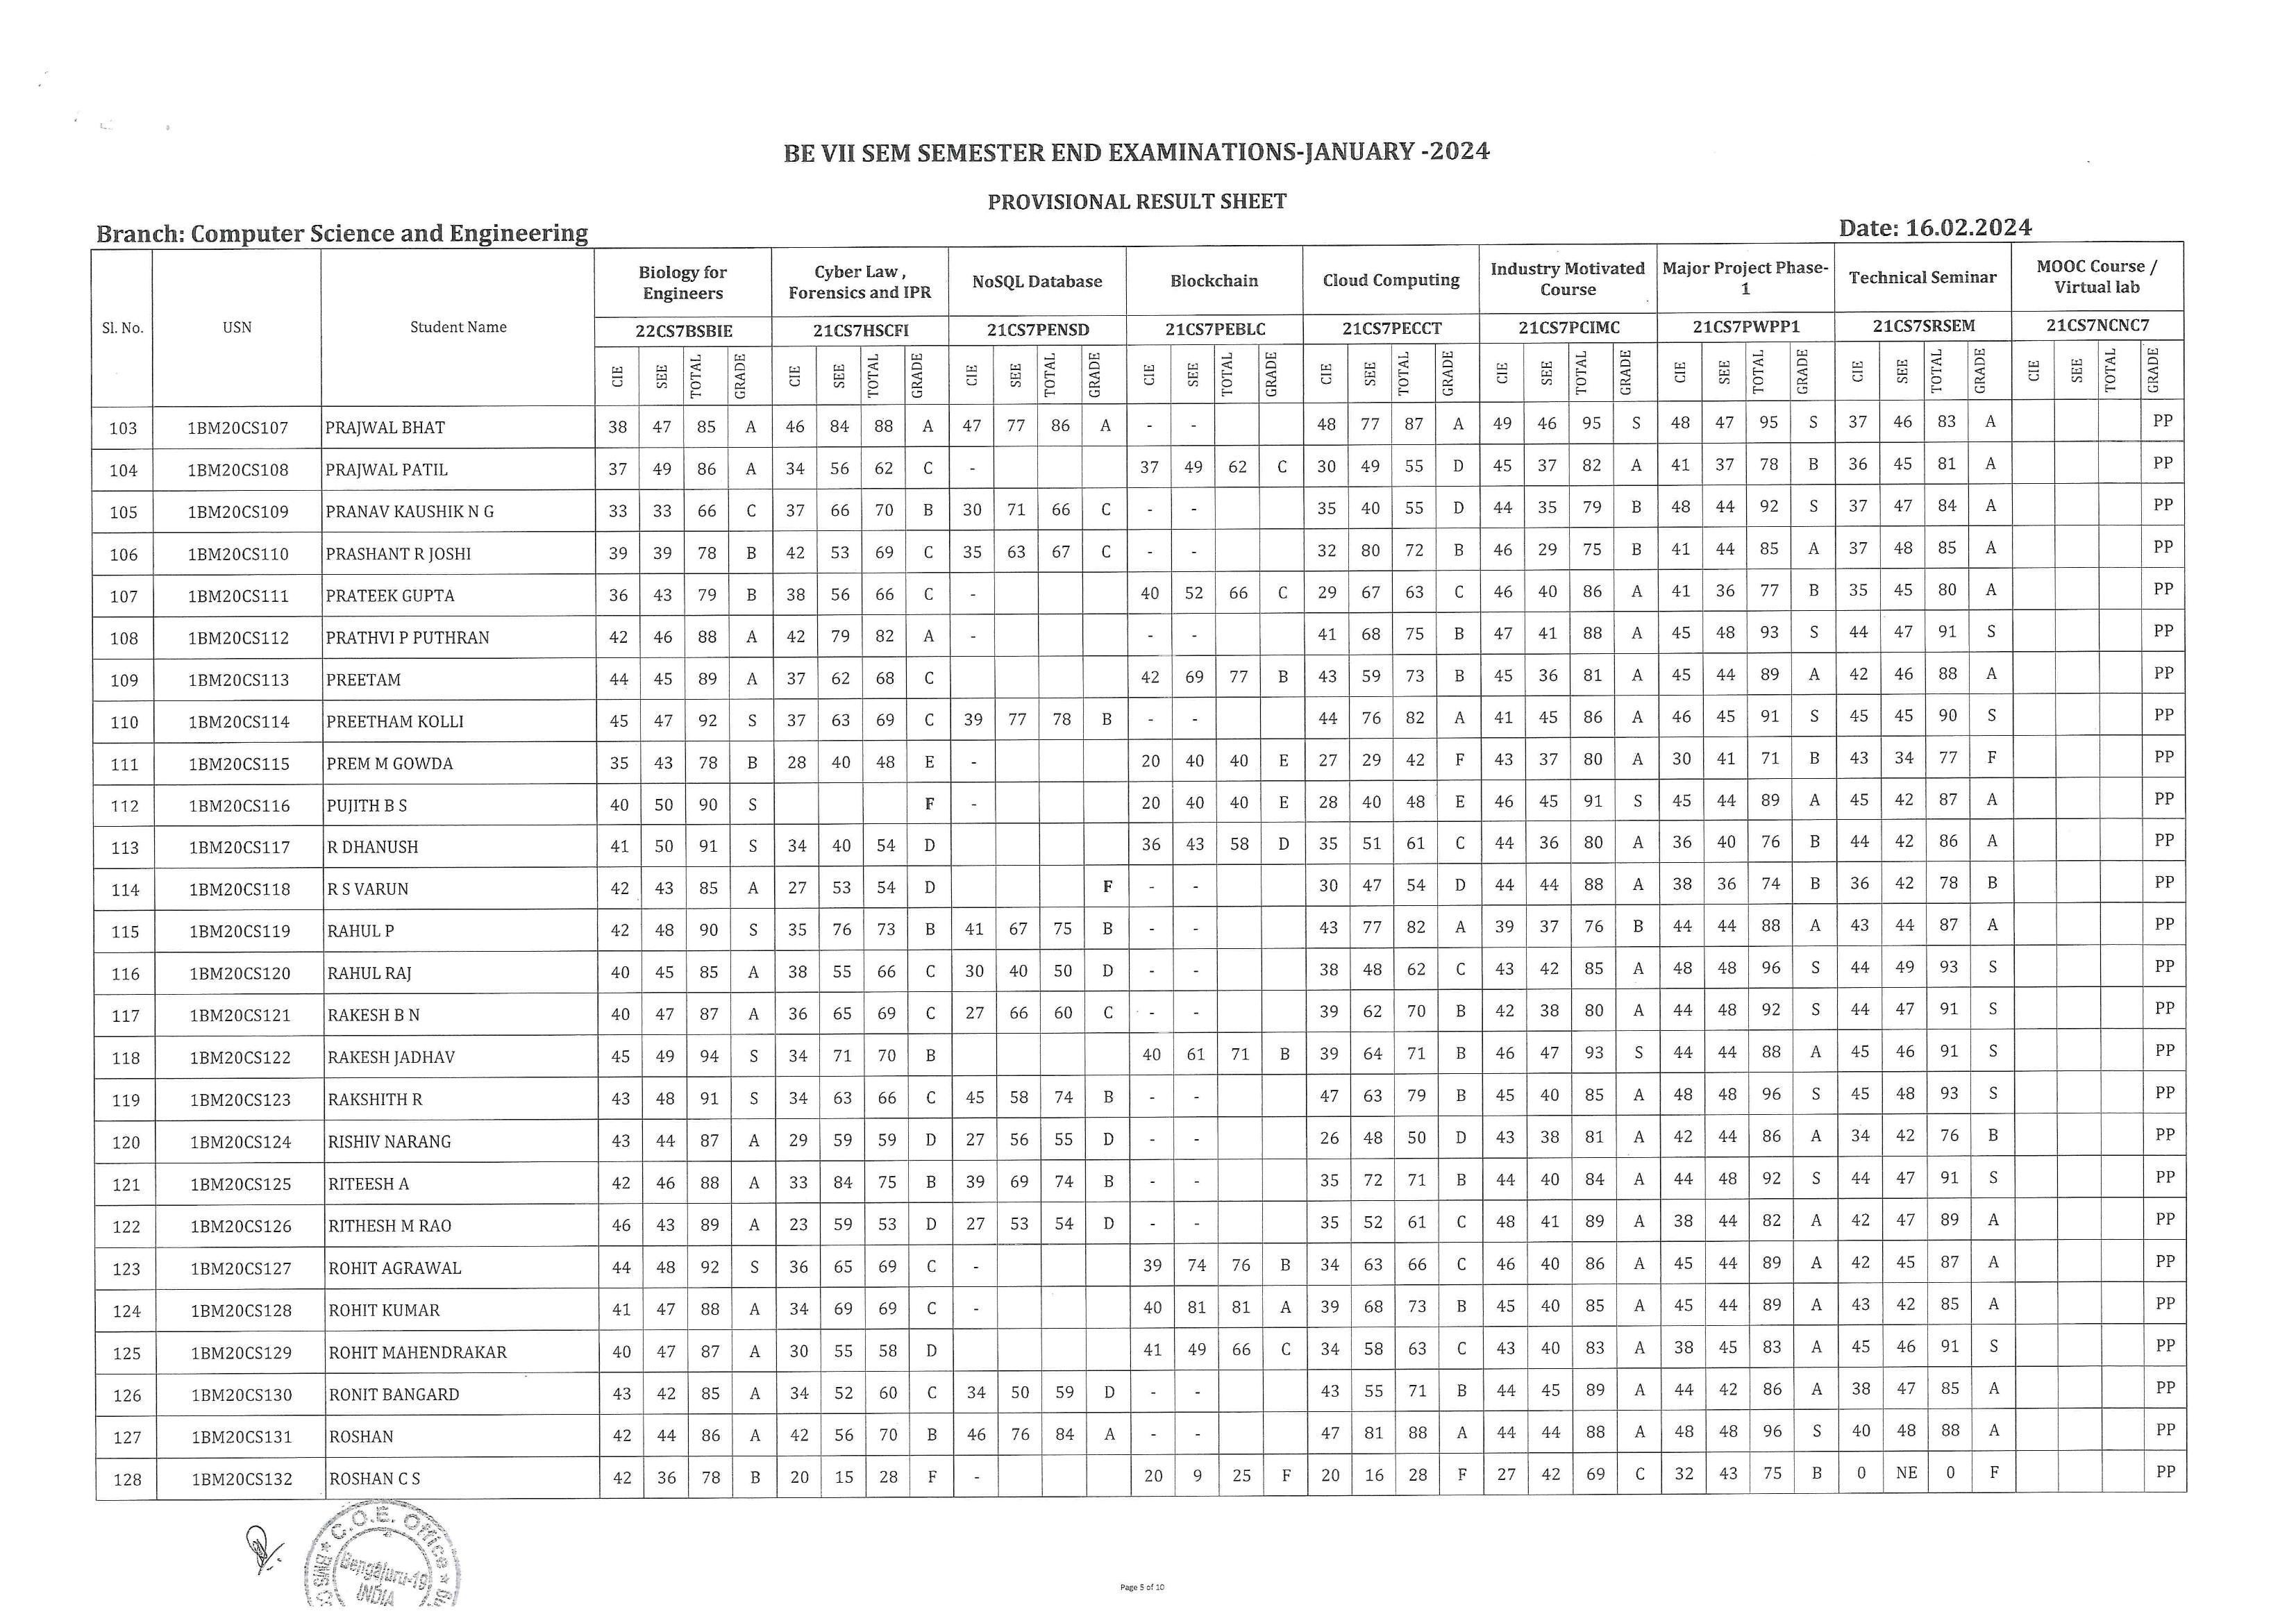 BE VII SEM SEMESTER END EXAMINATIONS-JANUARY -2024
PROVISIONAL RESULT SHEET
Branch: Computer Science and Engineering Date: 16.02.2024
Sl. No. USN Student Name Biology for Engineers Cyber Law , Forensics and IPR NoSQL Database Blockchain Cloud Computing Industry Motivated Course Major Project Phase-1 Technical Seminar MOOC Course / Virtual lab
22CS7BSBIE 21CS7HSCFI 21CS7PENSD 21CS7PEBLC 21CS7PECCT 21CS7PCIMC 21CS7PWPP1 21CS7SRSEM 21CS7NCNC7
CIE SEE TOTAL GRADE CIE SEE TOTAL GRADE CIE SEE TOTAL GRADE CIE SEE TOTAL GRADE CIE SEE TOTAL GRADE CIE SEE TOTAL GRADE CIE SEE TOTAL GRADE CIE SEE TOTAL GRADE CIE SEE TOTAL GRADE
103 1BM20CS107 PRAJWAL BHAT 38 47 85 A 46 84 88 A 47 77 86 A - - 48 77 87 A 49 46 95 S 48 47 95 S 37 46 83 A PP
104 1BM20CS108 PRAJWAL PATIL 37 49 86 A 34 56 62 C - 37 49 62 C 30 49 55 D 45 37 82 A 41 37 78 B 36 45 81 A PP
105 1BM20CS109 PRANAV KAUSHIK N G 33 33 66 C 37 66 70 B 30 71 66 C - - 35 40 55 D 44 35 79 B 48 44 92 S 37 47 84 A PP
106 1BM20CS110 PRASHANT R JOSHI 39 39 78 B 42 53 69 C 35 63 67 C - - 32 80 72 B 46 29 75 B 41 44 85 A 37 48 85 A PP
107 1BM20CS111 PRATEEK GUPTA 36 43 79 B 38 56 66 C - 40 52 66 C 29 67 63 C 46 40 86 A 41 36 77 B 35 45 80 A PP
108 1BM20CS112 PRATHVI P PUTHRAN 42 46 88 A 42 79 82 A - - - 41 68 75 B 47 41 88 A 45 48 93 S 44 47 91 S PP
109 1BM20CS113 PREETAM 44 45 89 A 37 62 68 C 42 69 77 B 43 59 73 B 45 36 81 A 45 44 89 A 42 46 88 A PP
110 1BM20CS114 PREETHAM KOLLI 45 47 92 S 37 63 69 C 39 77 78 B - - 44 76 82 A 41 45 86 A 46 45 91 S 45 45 90 S PP
111 1BM20CS115 PREM M GOWDA 35 43 78 B 28 40 48 E - 20 40 40 E 27 29 42 F 43 37 80 A 30 41 71 B 43 34 77 F PP
112 1BM20CS116 PUJITH B S 40 50 90 S F - 20 40 40 E 28 40 48 E 46 45 91 S 45 44 89 A 45 42 87 A PP
113 1BM20CS117 R DHANUSH 41 50 91 S 34 40 54 D 36 43 58 D 35 51 61 C 44 36 80 A 36 40 76 B 44 42 86 A PP
114 1BM20CS118 R S VARUN 42 43 85 A 27 53 54 D F - - 30 47 54 D 44 44 88 A 38 36 74 B 36 42 78 B PP
115 1BM20CS119 RAHUL P 42 48 90 S 35 76 73 B 41 67 75 B - - 43 77 82 A 39 37 76 B 44 44 88 A 43 44 87 A PP
116 1BM20CS120 RAHUL RAJ 40 45 85 A 38 55 66 C 30 40 50 D - - 38 48 62 C 43 42 85 A 48 48 96 S 44 49 93 S PP
117 1BM20CS121 RAKESH B N 40 47 87 A 36 65 69 C 27 66 60 C - - 39 62 70 B 42 38 80 A 44 48 92 S 44 47 91 S PP
118 1BM20CS122 RAKESH JADHAV 45 49 94 S 34 71 70 B 40 61 71 B 39 64 71 B 46 47 93 S 44 44 88 A 45 46 91 S PP
119 1BM20CS123 RAKSHITH R 43 48 91 S 34 63 66 C 45 58 74 B - - 47 63 79 B 45 40 85 A 48 48 96 S 45 48 93 S PP
120 1BM20CS124 RISHIV NARANG 43 44 87 A 29 59 59 D 27 56 55 D - - 26 48 50 D 43 38 81 A 42 44 86 A 34 42 76 B PP
121 1BM20CS125 RITEESH A 42 46 88 A 33 84 75 B 39 69 74 B - - 35 72 71 B 44 40 84 A 44 48 92 S 44 47 91 S PP
122 1BM20CS126 RITHESH M RAO 46 43 89 A 23 59 53 D 27 53 54 D - - 35 52 61 C 48 41 89 A 38 44 82 A 42 47 89 A PP
123 1BM20CS127 ROHIT AGRAWAL 44 48 92 S 36 65 69 C - 39 74 76 B 34 63 66 C 46 40 86 A 45 44 89 A 42 45 87 A PP
124 1BM20CS128 ROHIT KUMAR 41 47 88 A 34 69 69 C - 40 81 81 A 39 68 73 B 45 40 85 A 45 44 89 A 43 42 85 A PP
125 1BM20CS129 ROHIT MAHENDRAKAR 40 47 87 A 30 55 58 D 41 49 66 C 34 58 63 C 43 40 83 A 38 45 83 A 45 46 91 S PP
126 1BM20CS130 RONIT BANGARD 43 42 85 A 34 52 60 C 34 50 59 D - - 43 55 71 B 44 45 89 A 44 42 86 A 38 47 85 A PP
127 1BM20CS131 ROSHAN 42 44 86 A 42 56 70 B 46 76 84 A - - 47 81 88 A 44 44 88 A 48 48 96 S 40 48 88 A PP
128 1BM20CS132 ROSHAN C S 42 36 78 B 20 15 28 F - 20 9 25 F 20 16 28 F 27 42 69 C 32 43 75 B 0 NE 0 F PP
C.O.E. Office
Bengaluru-19
INDIA
Page 5 of 10